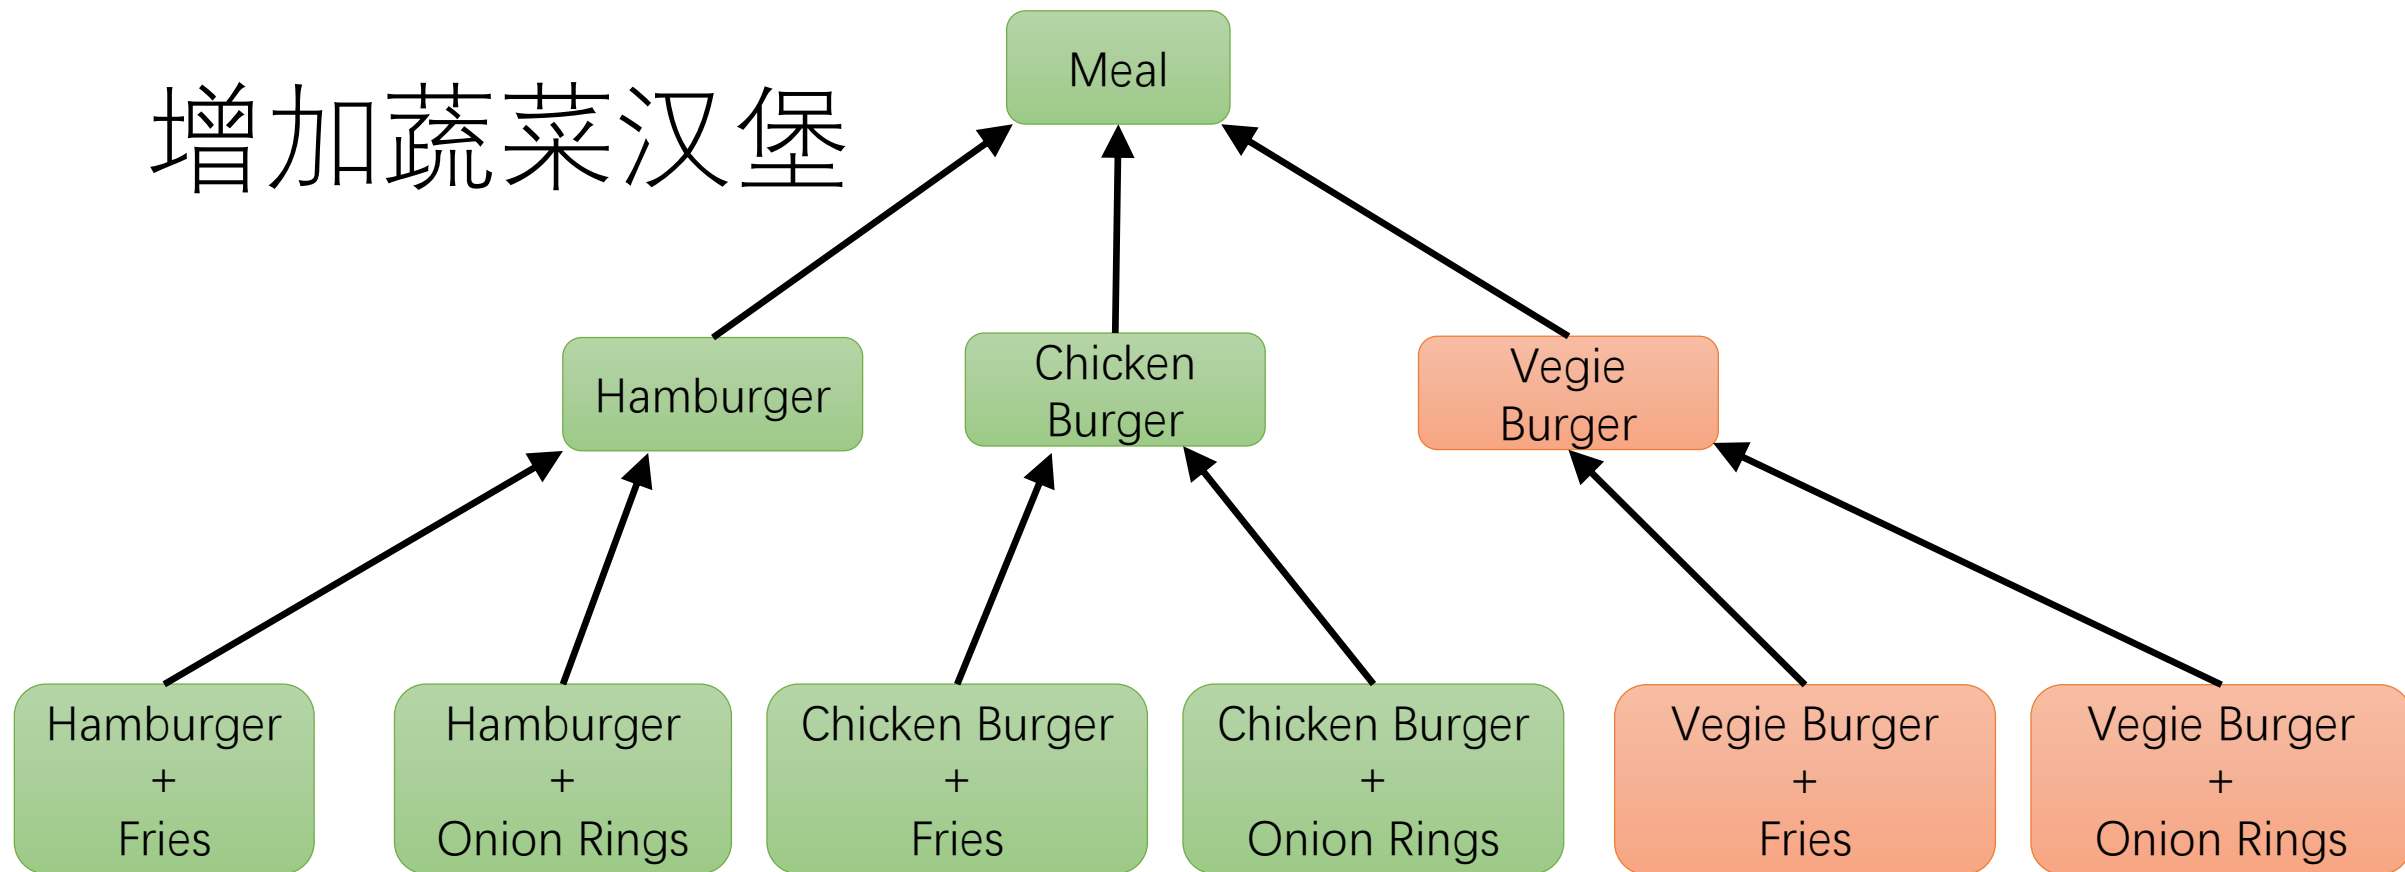 增加蔬菜汉堡
Meal
Hamburger
Chicken
Burger
Vegie
Burger
Hamburger
+
Fries
Hamburger
+
Onion Rings
Chicken Burger
+
Fries
Chicken Burger
+
Onion Rings
Vegie Burger
+
Fries
Vegie Burger
+
Onion Rings